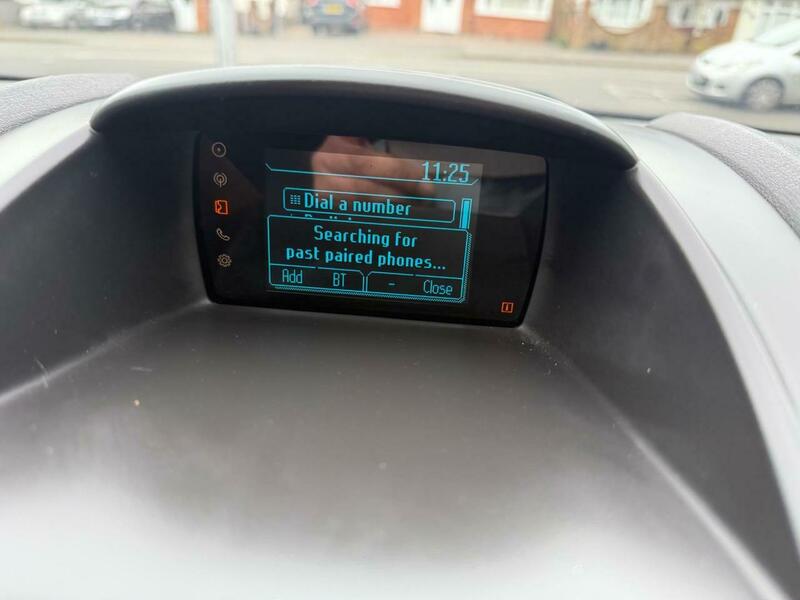 11:25
Dial a number
Searching for
past paired phones...
Add BT - Close